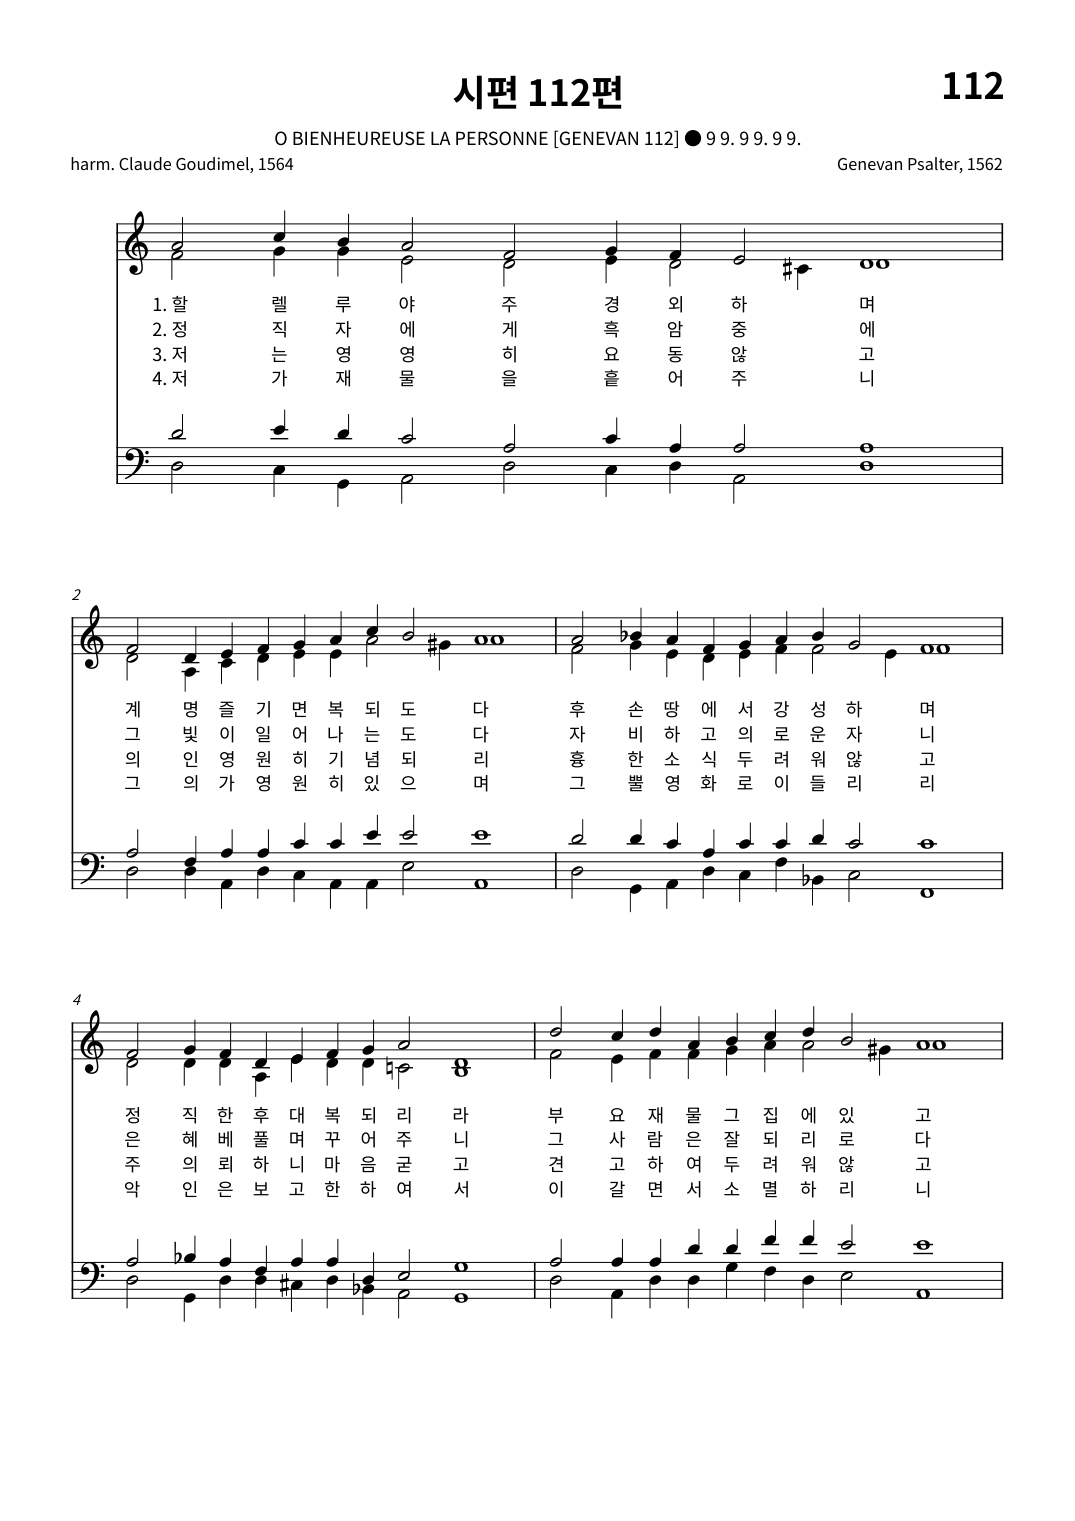 시편 112편
112
O BIENHEUREUSE LA PERSONNE [GENEVAN 112] ● 9 9. 9 9. 9 9.
harm. Claude Goudimel, 1564
Genevan Psalter, 1562
1. 할 렐 루 야 주 경 외 하 며
2. 정 직 자 에 게 흑 암 중 에
3. 저 는 영 영 히 요 동 않 고
4. 저 가 재 물 을 흩 어 주 니
2
계 명 즐 기 면 복 되 도 다 후 손 땅 에 서 강 성 하 며
그 빛 이 일 어 나 는 도 다 자 비 하 고 의 로 운 자 니
의 인 영 원 히 기 념 되 리 흉 한 소 식 두 려 워 않 고
그 의 가 영 원 히 있 으 며 그 뿔 영 화 로 이 들 리 리
4
정 직 한 후 대 복 되 리 라 부 요 재 물 그 집 에 있 고
은 혜 베 풀 며 꾸 어 주 니 그 사 람 은 잘 되 리 로 다
주 의 뢰 하 니 마 음 굳 고 견 고 하 여 두 려 워 않 고
악 인 은 보 고 한 하 여 서 이 갈 면 서 소 멸 하 리 니